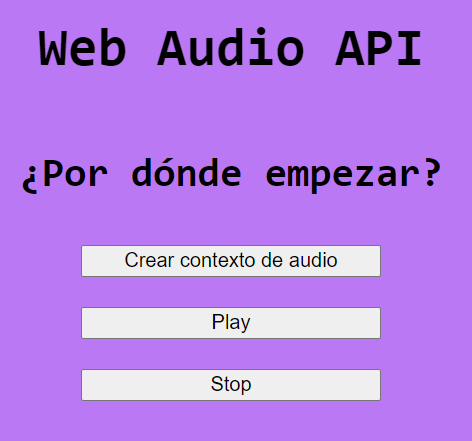 Web Audio API
¿Por dónde empezar?
Crear contexto de audio
Play
Stop